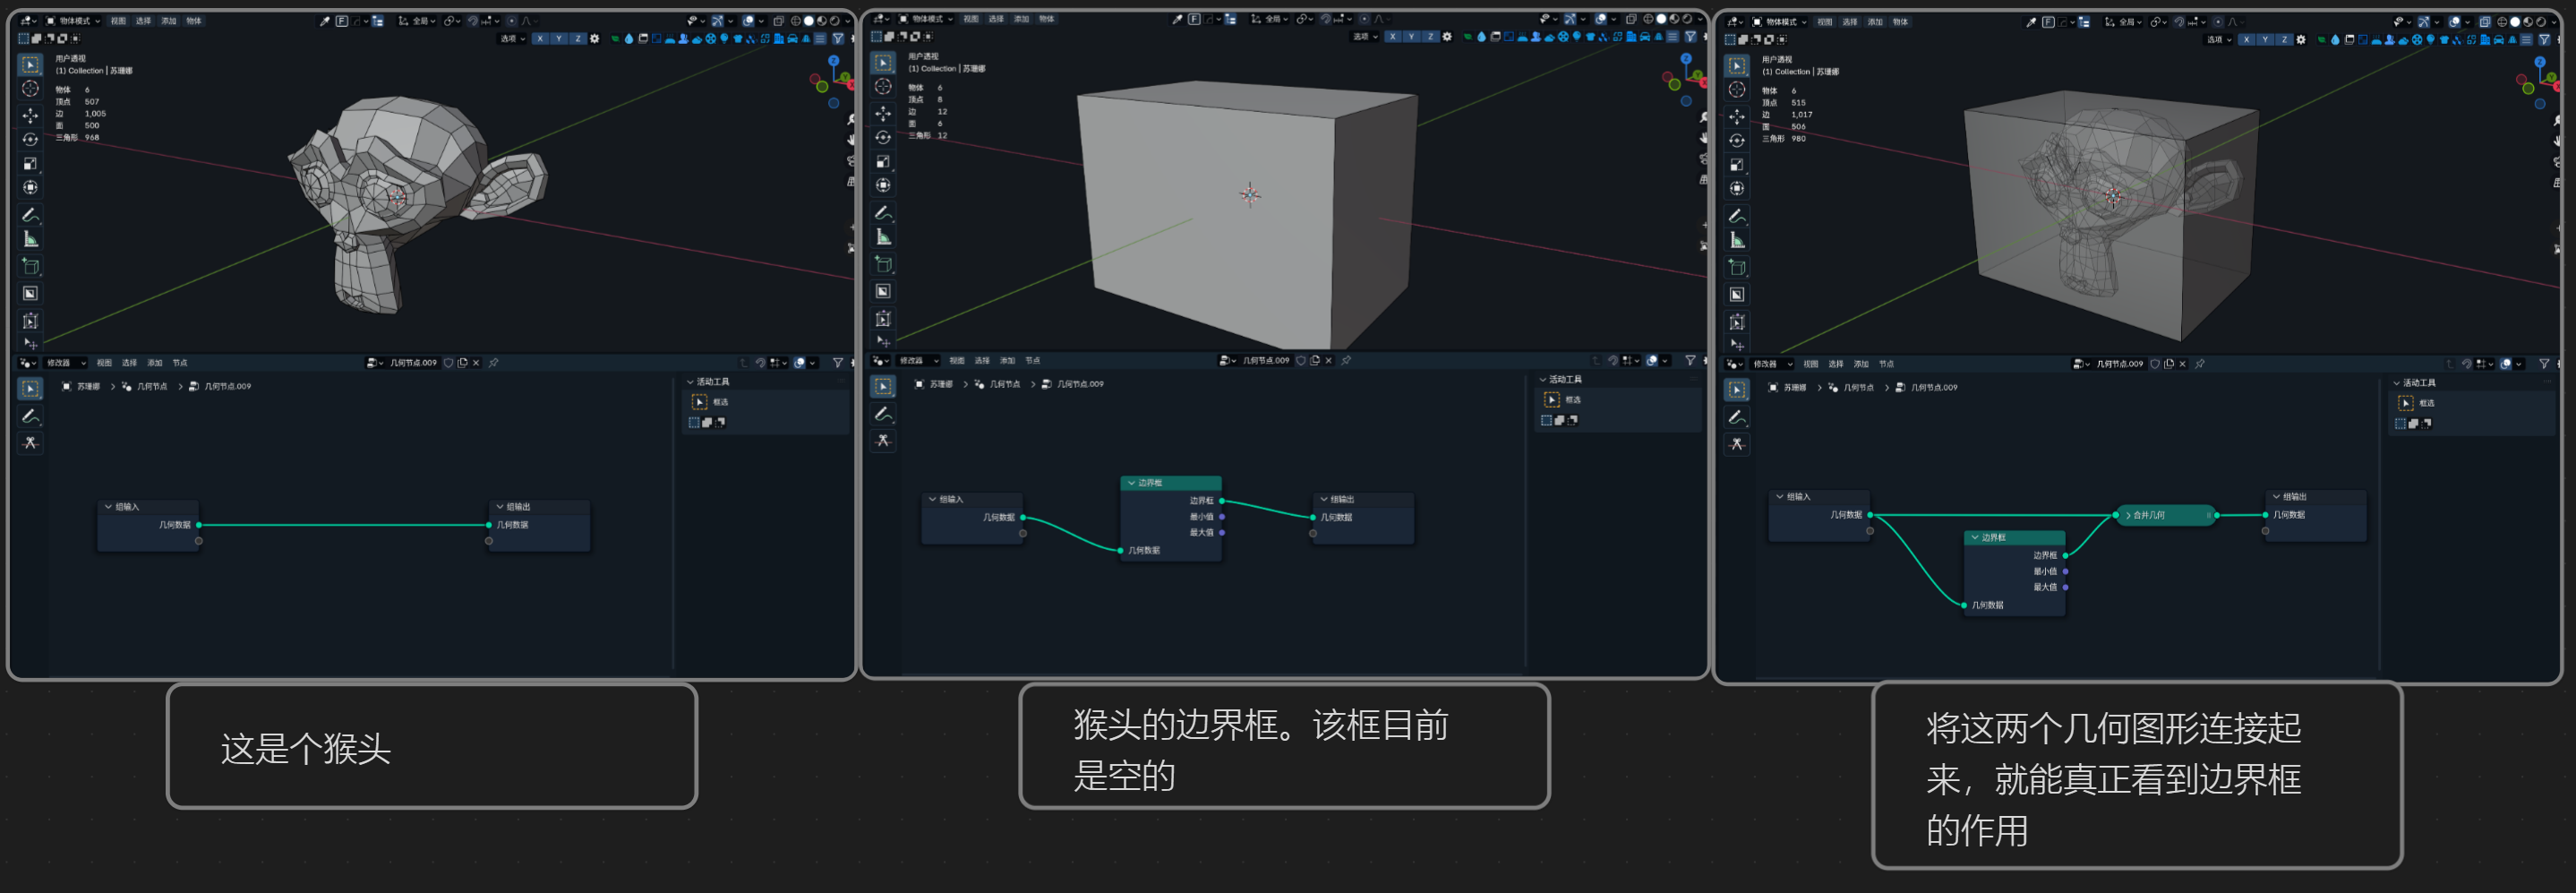 物体模式 视图 选择 添加 物体
全局
选项 X Y Z
用户透视
(1) Collection | 苏珊娜
物体 6
顶点 507
边 1,005
面 500
三角形 968
修改器 视图 选择 添加 节点
几何节点.009
苏珊娜 > 几何节点 > 几何节点.009
活动工具
框选
组输入
几何数据
组输出
几何数据
这是个猴头
物体模式 视图 选择 添加 物体
全局
选项 X Y Z
用户透视
(1) Collection | 苏珊娜
物体 6
顶点 8
边 12
面 6
三角形 12
修改器 视图 选择 添加 节点
几何节点.009
苏珊娜 > 几何节点 > 几何节点.009
活动工具
框选
组输入
几何数据
边界框
边界框
最小值
最大值
几何数据
组输出
几何数据
猴头的边界框。该框目前
是空的
物体模式 视图 选择 添加 物体
全局
选项 X Y Z
用户透视
(1) Collection | 苏珊娜
物体 6
顶点 515
边 1,017
面 506
三角形 980
修改器 视图 选择 添加 节点
几何节点.009
苏珊娜 > 几何节点 > 几何节点.009
活动工具
框选
组输入
几何数据
边界框
边界框
最小值
最大值
几何数据
合并几何
组输出
几何数据
将这两个几何图形连接起
来，就能真正看到边界框
的作用